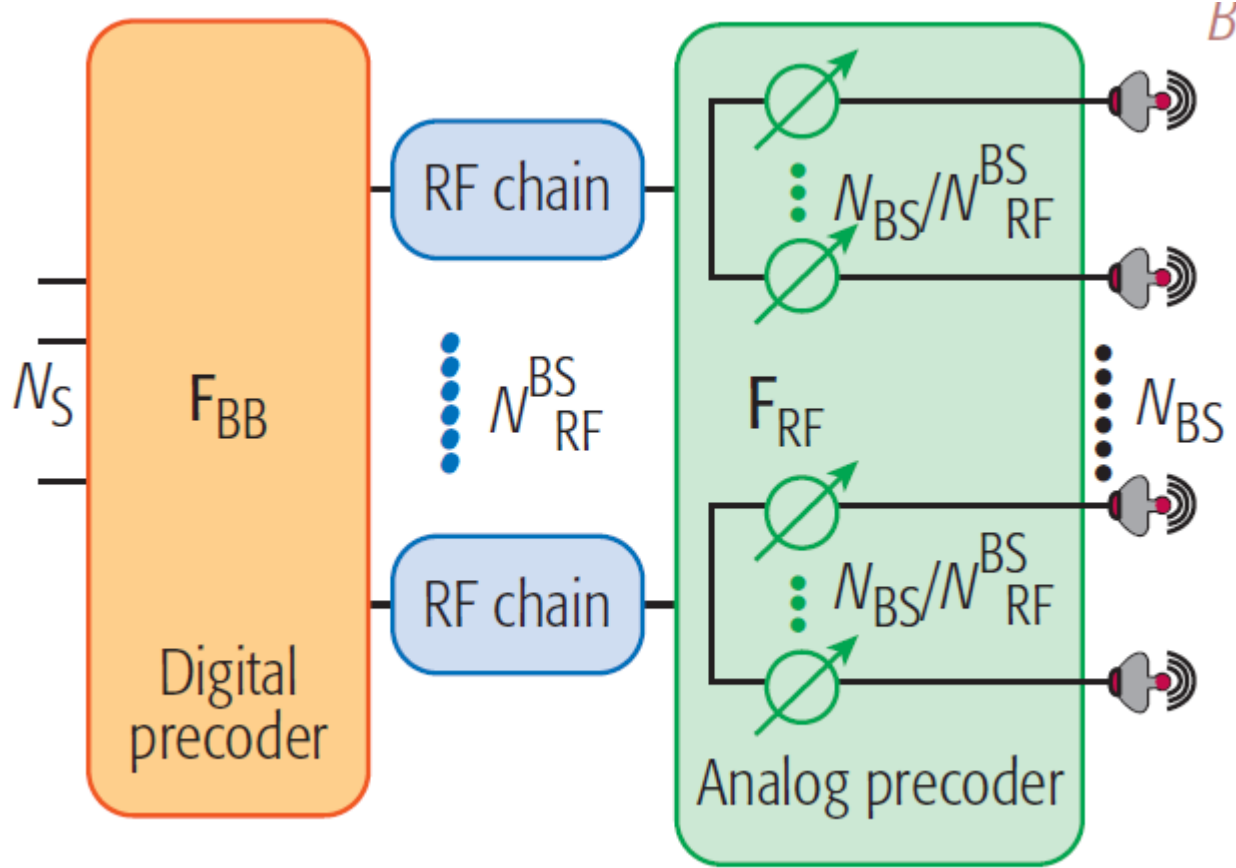 B
RF chain
N_BS/N^BS_RF
N_S
F_BB
N^BS_RF
F_RF
N_BS
RF chain
N_BS/N^BS_RF
Digital
precoder
Analog precoder